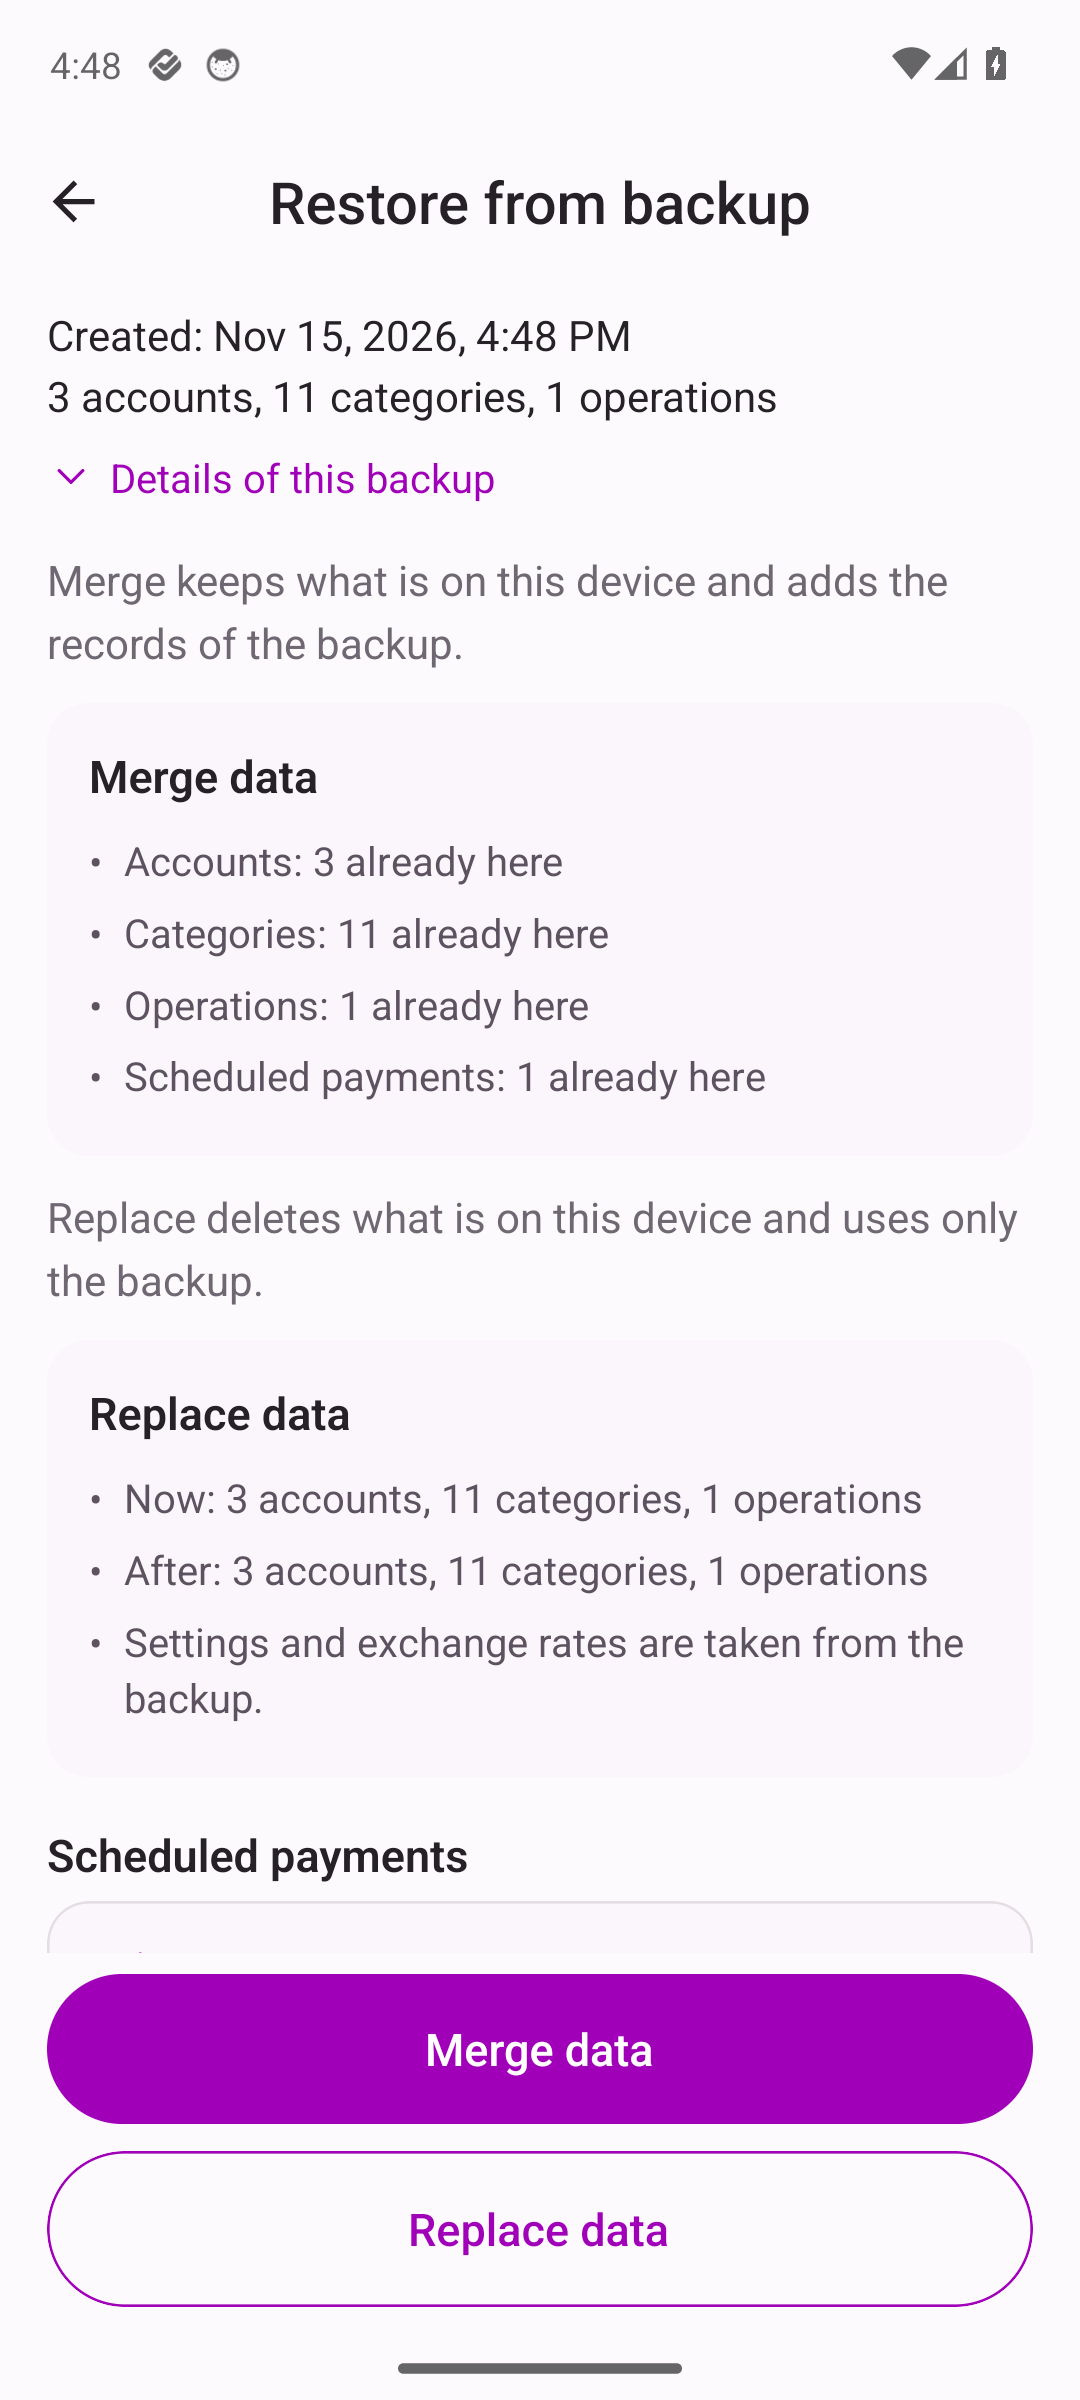 4:48
Restore from backup
Created: Nov 15, 2026, 4:48 PM
3 accounts, 11 categories, 1 operations
Details of this backup
Merge keeps what is on this device and adds the
records of the backup.
Merge data
• Accounts: 3 already here
• Categories: 11 already here
• Operations: 1 already here
• Scheduled payments: 1 already here
Replace deletes what is on this device and uses only
the backup.
Replace data
• Now: 3 accounts, 11 categories, 1 operations
• After: 3 accounts, 11 categories, 1 operations
• Settings and exchange rates are taken from the
backup.
Scheduled payments
Merge data
Replace data